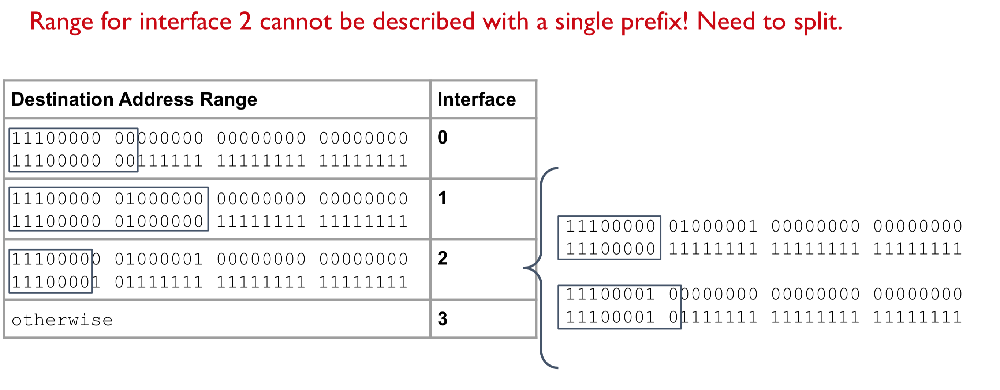 Range for interface 2 cannot be described with a single prefix! Need to split.
Destination Address Range Interface
11100000 00000000 00000000 00000000 0
11100000 00111111 11111111 11111111
11100000 01000000 00000000 00000000 1
11100000 01000000 11111111 11111111
11100000 01000001 00000000 00000000 2
11100001 01111111 11111111 11111111
otherwise 3
11100000 01000001 00000000 00000000
11100000 11111111 11111111 11111111
11100001 00000000 00000000 00000000
11100001 01111111 11111111 11111111